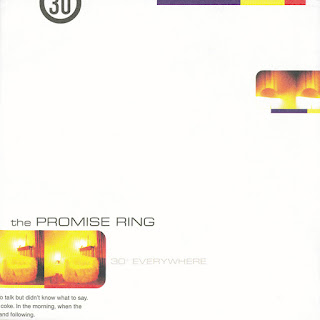 30
the PROMISE RING
30° EVERYWHERE
o talk but didn't know what to say.
coke. In the morning, when the
and following.